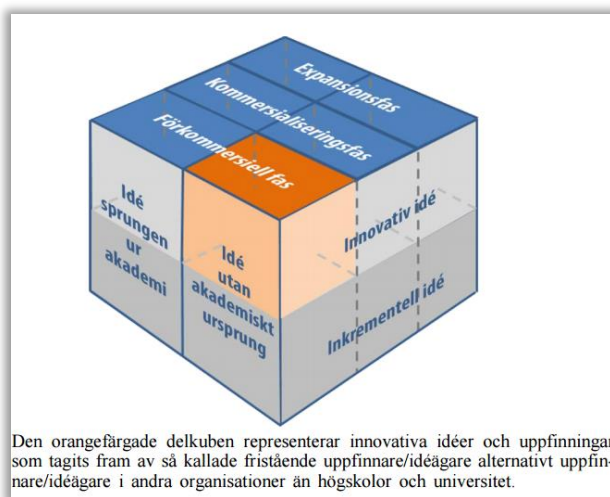 Expansionsfas
Kommersialiseringsfas
Förkommersiell fas
Idé
sprungen
ur
akademi
Idé
utan
akademiskt
ursprung
Innovativ idé
Inkrementell idé
Den orangefärgade delkuben representerar innovativa idéer och uppfinningar
som tagits fram av så kallade fristående uppfinnare/idéägare alternativt uppfin-
nare/idéägare i andra organisationer än högskolor och universitet.